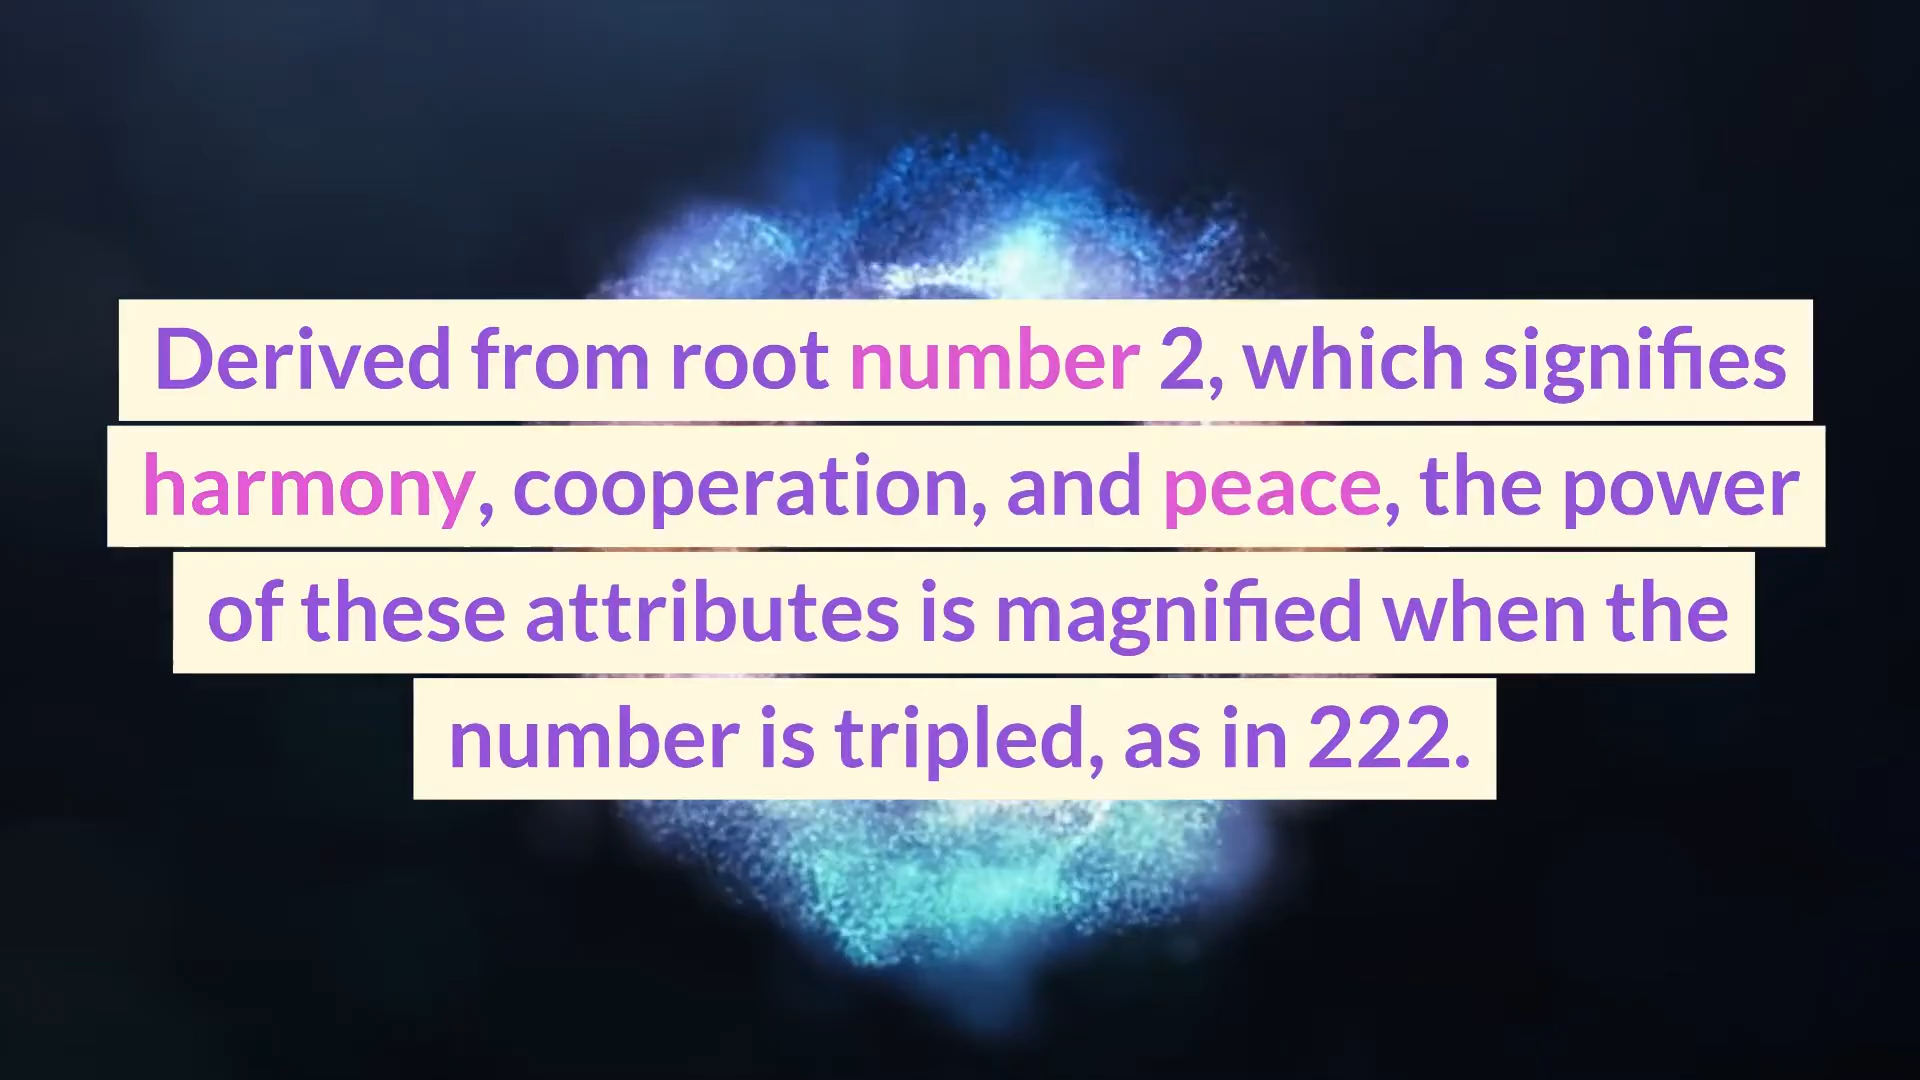 Derived from root number 2, which signifies
harmony, cooperation, and peace, the power
of these attributes is magnified when the
number is tripled, as in 222.